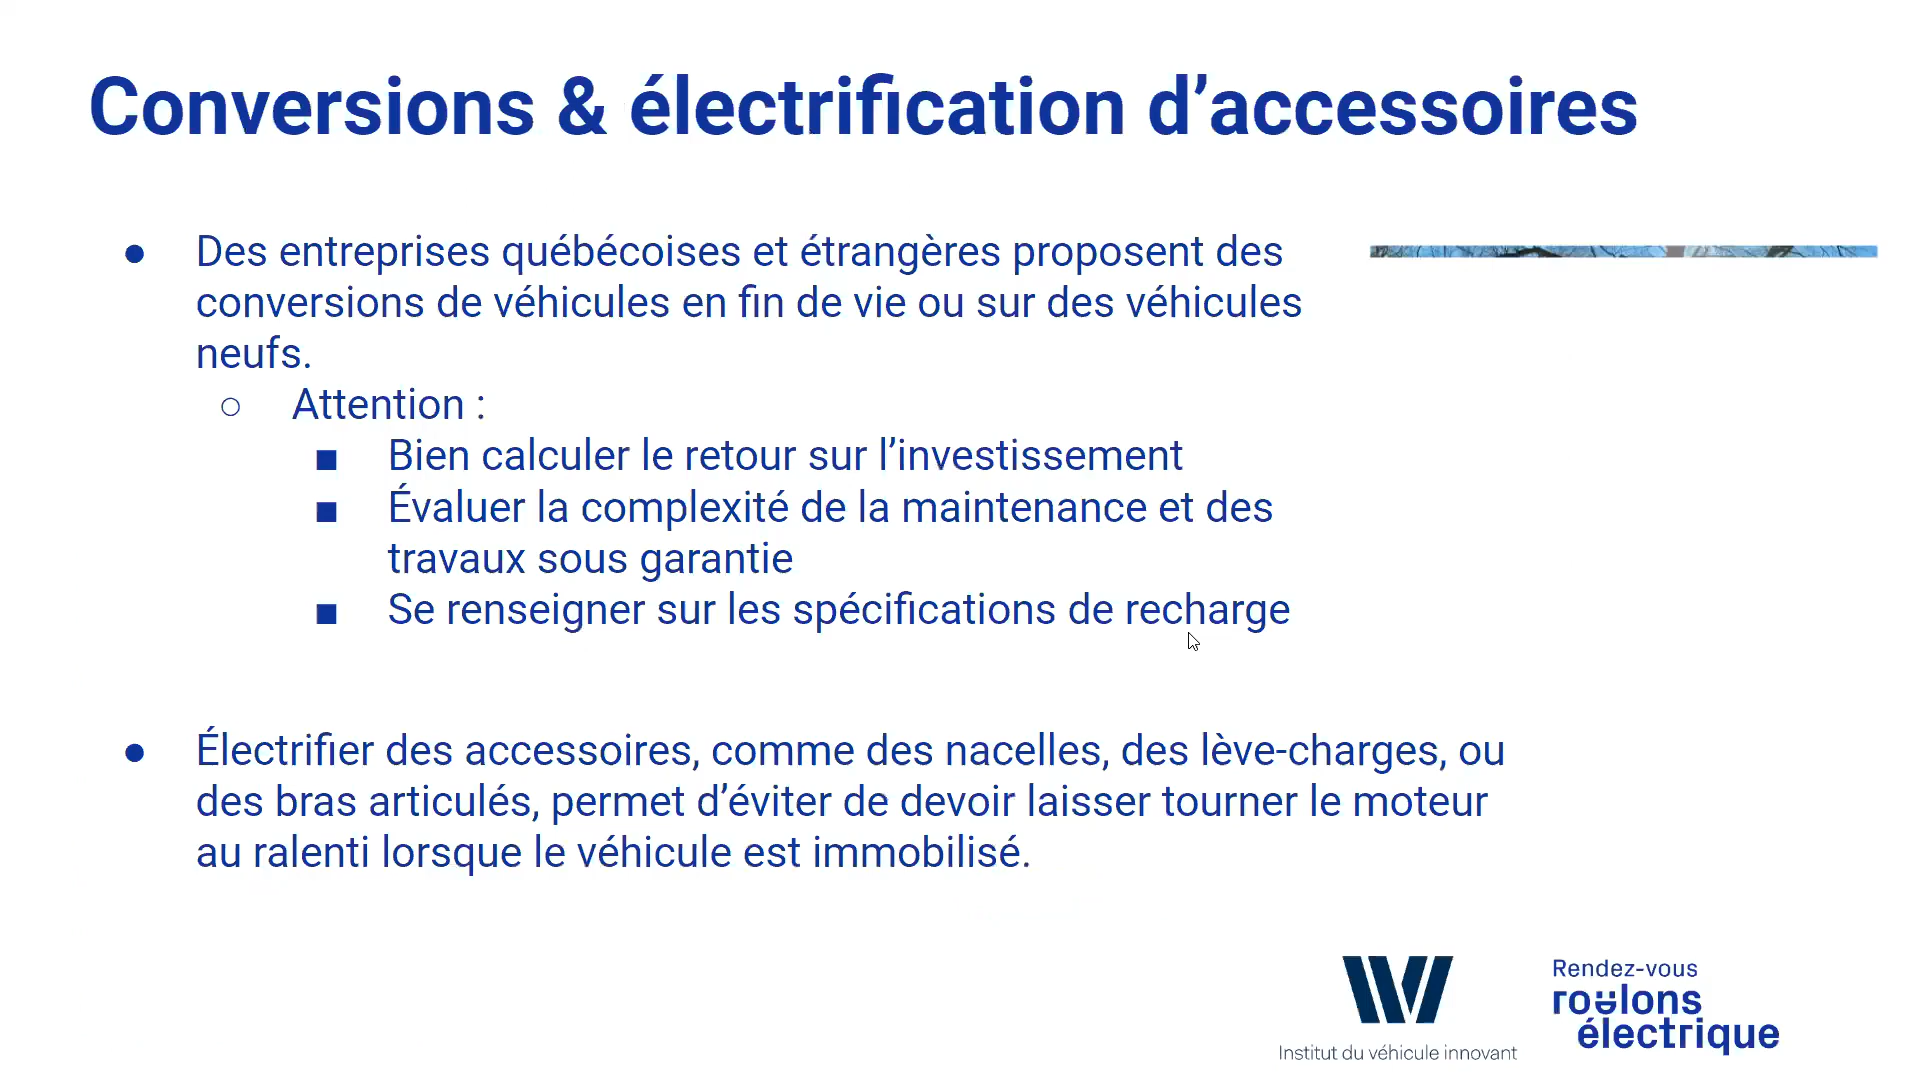 Conversions & électrification d’accessoires
● Des entreprises québécoises et étrangères proposent des
conversions de véhicules en fin de vie ou sur des véhicules
neufs.
○ Attention :
■ Bien calculer le retour sur l’investissement
■ Évaluer la complexité de la maintenance et des
travaux sous garantie
■ Se renseigner sur les spécifications de recharge
● Électrifier des accessoires, comme des nacelles, des lève-charges, ou
des bras articulés, permet d’éviter de devoir laisser tourner le moteur
au ralenti lorsque le véhicule est immobilisé.
Institut du véhicule innovant
Rendez-vous
roulons
électrique